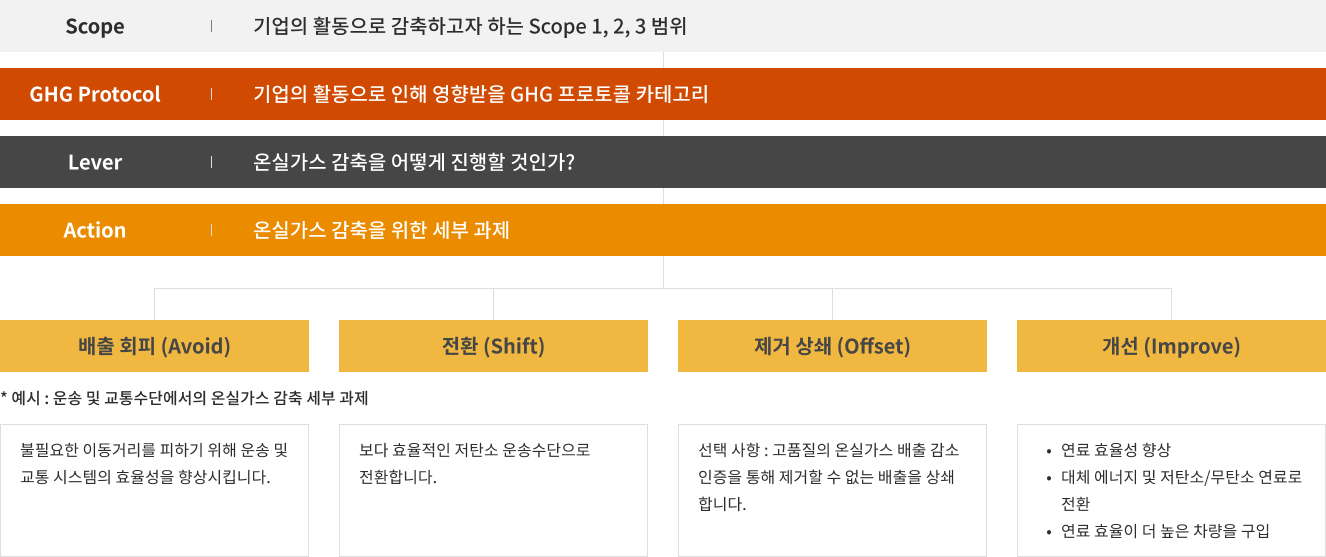 Scope | 기업의 활동으로 감축하고자 하는 Scope 1, 2, 3 범위
GHG Protocol | 기업의 활동으로 인해 영향받을 GHG 프로토콜 카테고리
Lever | 온실가스 감축을 어떻게 진행할 것인가?
Action | 온실가스 감축을 위한 세부 과제
배출 회피 (Avoid)
전환 (Shift)
제거 상쇄 (Offset)
개선 (Improve)
* 예시 : 운송 및 교통수단에서의 온실가스 감축 세부 과제
불필요한 이동거리를 피하기 위해 운송 및
교통 시스템의 효율성을 향상시킵니다.
보다 효율적인 저탄소 운송수단으로
전환합니다.
선택 사항 : 고품질의 온실가스 배출 감소
인증을 통해 제거할 수 없는 배출을 상쇄
합니다.
• 연료 효율성 향상
• 대체 에너지 및 저탄소/무탄소 연료로
전환
• 연료 효율이 더 높은 차량을 구입